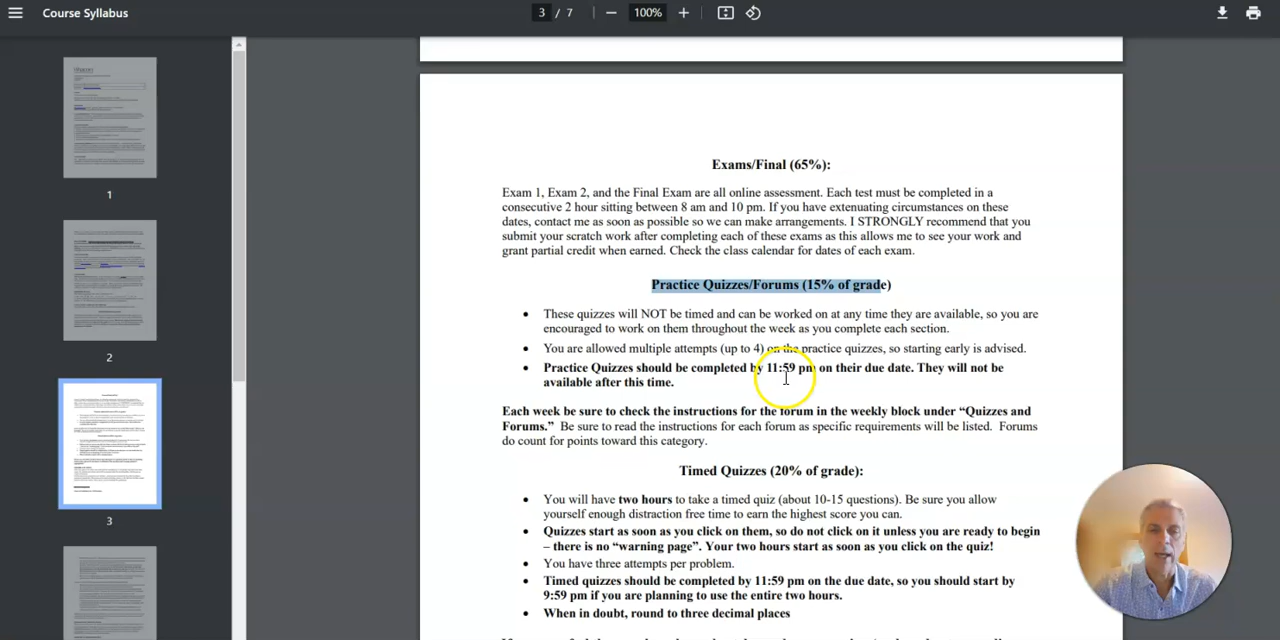 Course Syllabus
3 / 7
100%
1
2
3
Exams/Final (65%):
Exam 1, Exam 2, and the Final Exam are all online assessment. Each test must be completed in a
consecutive 2 hour sitting between 8 am and 10 pm. If you have extenuating circumstances on these
dates, contact me as soon as possible so we can make arrangements. I STRONGLY recommend that you
submit your scratch work after completing each of these exams as this allows me to see your work and
grant partial credit when earned. Check the class calendar for dates of each exam.
Practice Quizzes/Forums (15% of grade)
• These quizzes will NOT be timed and can be worked on at any time they are available, so you are
encouraged to work on them throughout the week as you complete each section.
• You are allowed multiple attempts (up to 4) on the practice quizzes, so starting early is advised.
• Practice Quizzes should be completed by 11:59 pm on their due date. They will not be
available after this time.
Each week be sure to check the instructions for the forum in the weekly block under “Quizzes and
Forums.” Be sure to read the instructions for each forum as specific requirements will be listed. Forums
do count for points toward this category.
Timed Quizzes (20% of grade):
• You will have two hours to take a timed quiz (about 10-15 questions). Be sure you allow
yourself enough distraction free time to earn the highest score you can.
• Quizzes start as soon as you click on them, so do not click on it unless you are ready to begin
– there is no “warning page”. Your two hours start as soon as you click on the quiz!
• You have three attempts per problem.
• Timed quizzes should be completed by 11:59 pm on the due date, so you should start by
9:59 pm if you are planning to use the entire two hours.
• When in doubt, round to three decimal places